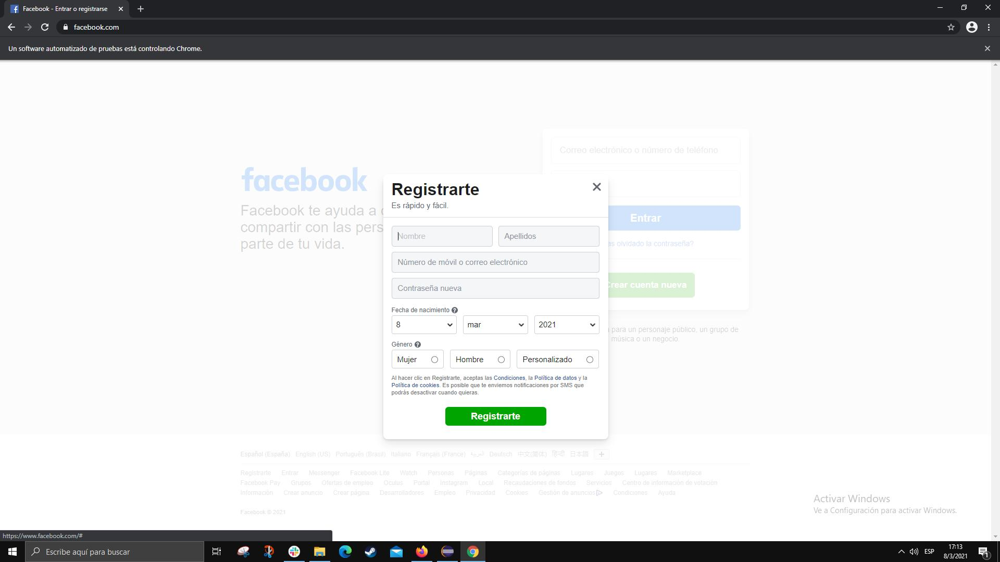 Facebook - Entrar o registrarse
facebook.com
Un software automatizado de pruebas está controlando Chrome.
facebook
Facebook te ayuda a c
compartir con las pers
parte de tu vida.
Correo electrónico o número de teléfono
Entrar
as olvidado la contraseña?
Crear cuenta nueva
para un personaje público, un grupo de
música o un negocio.
Registrarte
Es rápido y fácil.
Nombre
Apellidos
Número de móvil o correo electrónico
Contraseña nueva
Fecha de nacimiento
8 mar 2021
Género
Mujer Hombre Personalizado
Al hacer clic en Registrarte, aceptas las Condiciones, la Política de datos y la
Política de cookies. Es posible que te enviemos notificaciones por SMS que
podrás desactivar cuando quieras.
Registrarte
Español (España) English (US) Português (Brasil) Italiano Français (France) العربية Deutsch 中文(简体) हिन्दी 日本語
Registrarte Entrar Messenger Facebook Lite Watch Personas Páginas Categorías de páginas Lugares Juegos Lugares Marketplace
Facebook Pay Grupos Ofertas de empleo Oculus Portal Instagram Local Recaudaciones de fondos Servicios Centro de información de votación
Información Crear anuncio Crear página Desarrolladores Empleo Privacidad Cookies Gestión de anuncios Condiciones Ayuda
Facebook © 2021
Activar Windows
Ve a Configuración para activar Windows.
https://www.facebook.com/#
Escribe aquí para buscar
ESP
17:13
8/3/2021
1